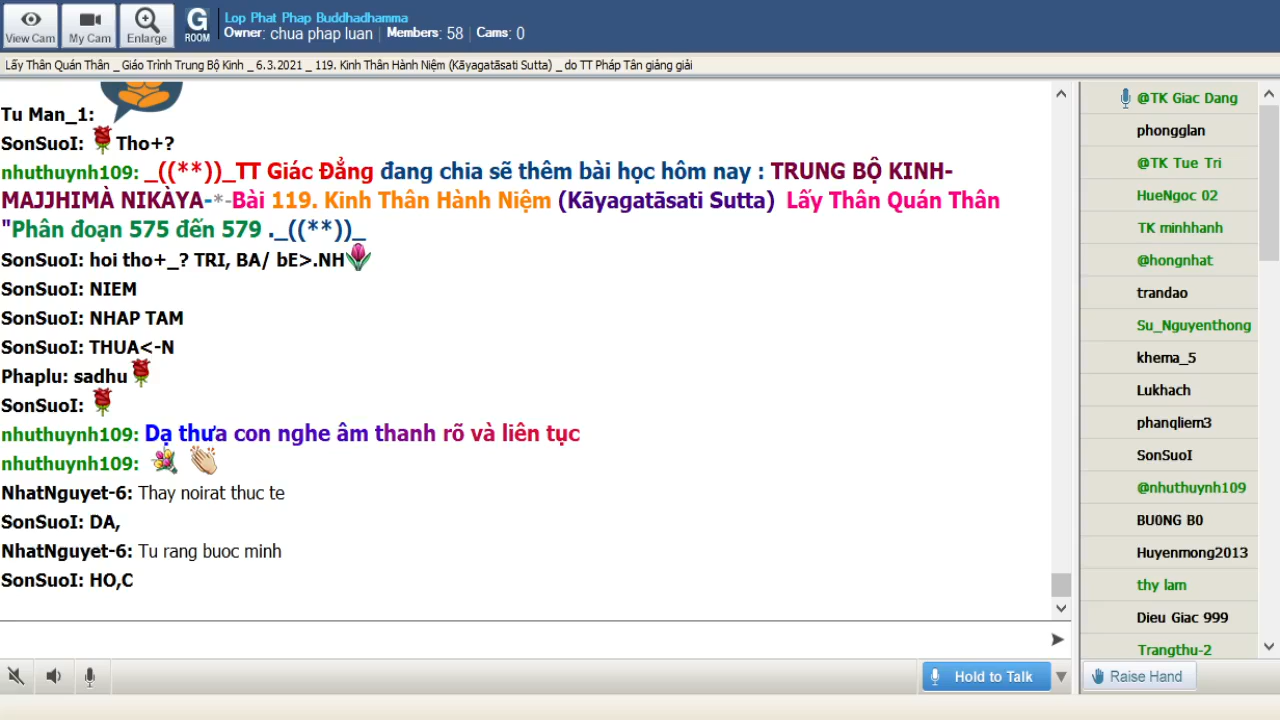 View Cam
My Cam
Enlarge
G
ROOM
Lop Phat Phap Buddhadhamma
Owner: chua phap luan
Members: 58
Cams: 0
Lấy Thân Quán Thân _ Giáo Trình Trung Bộ Kinh _ 6.3.2021 _ 119. Kinh Thân Hành Niệm (Kāyagatāsati Sutta) _ do TT Pháp Tân giảng giải
Tu Man_1:
SonSuoI: Tho+?
nhuthuynh109: _((**))_TT Giác Đẳng đang chia sẽ thêm bài học hôm nay : TRUNG BỘ KINH-
MAJJHIMÀ NIKÀYA-*-Bài 119. Kinh Thân Hành Niệm (Kāyagatāsati Sutta) Lấy Thân Quán Thân
"Phân đoạn 575 đến 579 ._((**))_
SonSuoI: hoi tho+_? TRI, BA/ bE>.NH
SonSuoI: NIEM
SonSuoI: NHAP TAM
SonSuoI: THUA<-N
Phaplu: sadhu
SonSuoI:
nhuthuynh109: Dạ thưa con nghe âm thanh rõ và liên tục
nhuthuynh109:
NhatNguyet-6: Thay noirat thuc te
SonSuoI: DA,
NhatNguyet-6: Tu rang buoc minh
SonSuoI: HO,C
@TK Giac Dang
phongglan
@TK Tue Tri
HueNgoc 02
TK minhhanh
@hongnhat
trandao
Su_Nguyenthong
khema_5
Lukhach
phanqliem3
SonSuoI
@nhuthuynh109
BU0NG B0
Huyenmong2013
thy lam
Dieu Giac 999
Trangthu-2
Hold to Talk
Raise Hand